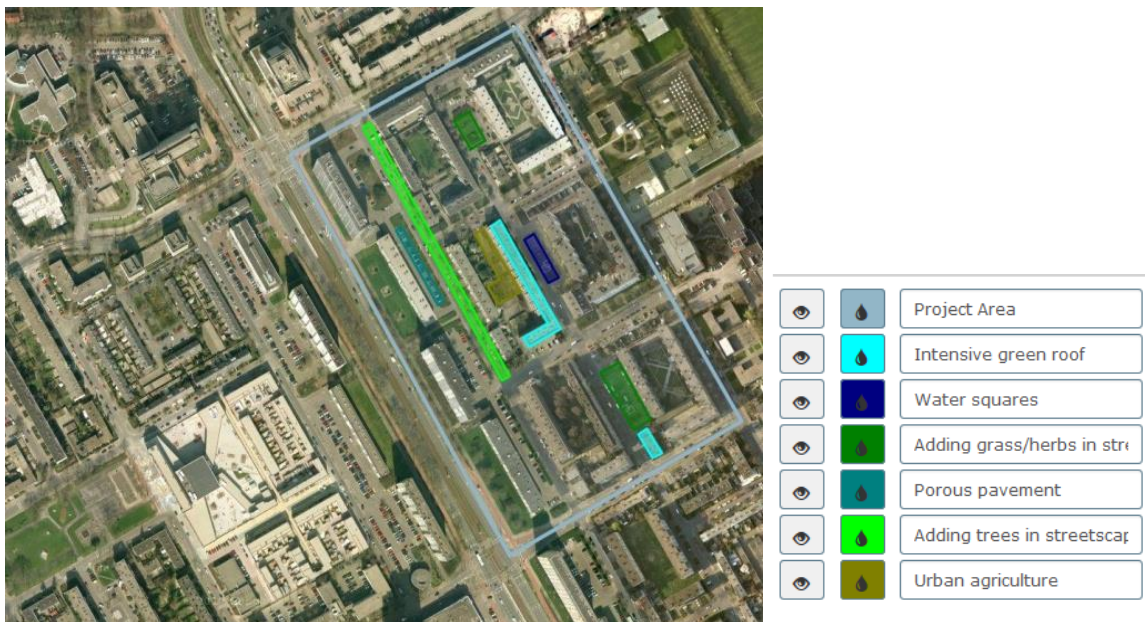 Project Area
Intensive green roof
Water squares
Adding grass/herbs in stre
Porous pavement
Adding trees in streetscap
Urban agriculture